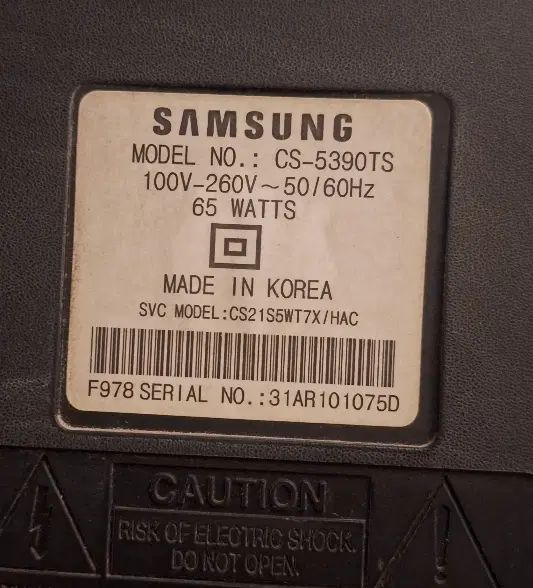 SAMSUNG
MODEL NO.: CS-5390TS
100V-260V~50/60Hz
65 WATTS
MADE IN KOREA
SVC MODEL:CS21S5WT7X/HAC
F978 SERIAL NO.:31AR101075D
CAUTION
RISK OF ELECTRIC SHOCK.
DO NOT OPEN.